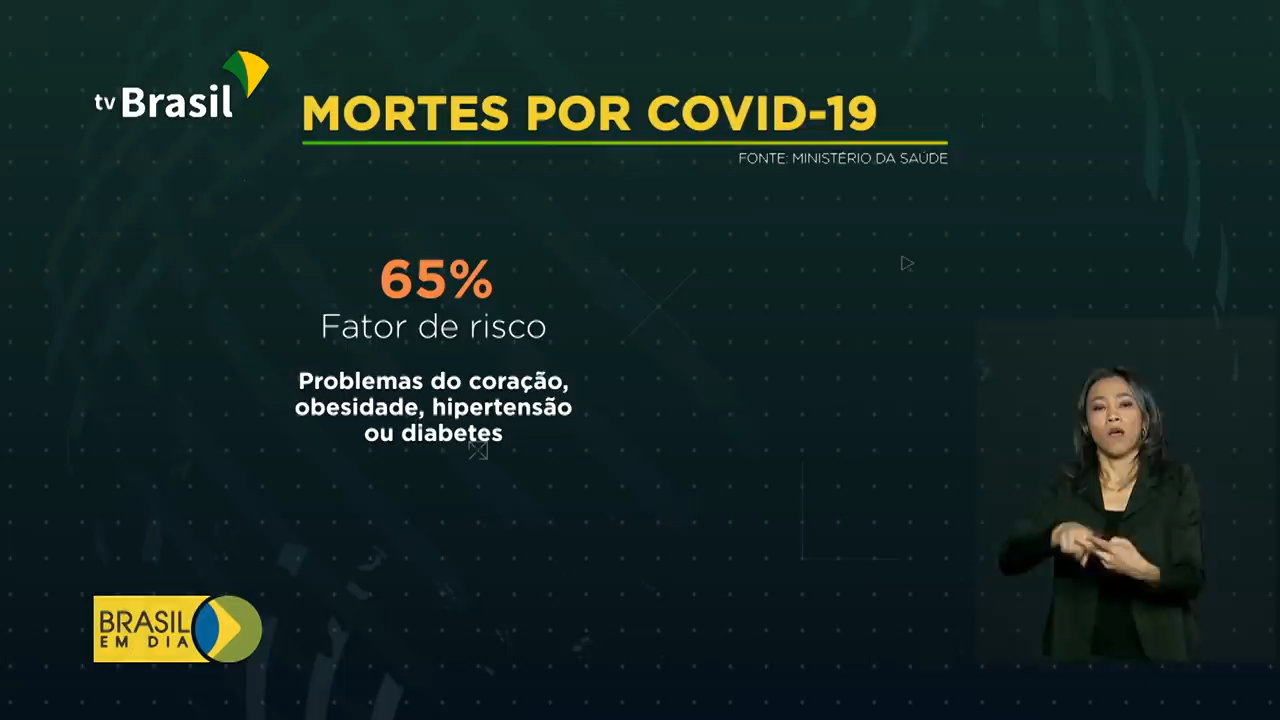 tv Brasil
MORTES POR COVID-19
FONTE: MINISTÉRIO DA SAÚDE
65%
Fator de risco
Problemas do coração,
obesidade, hipertensão
ou diabetes
BRASIL
EM DIA